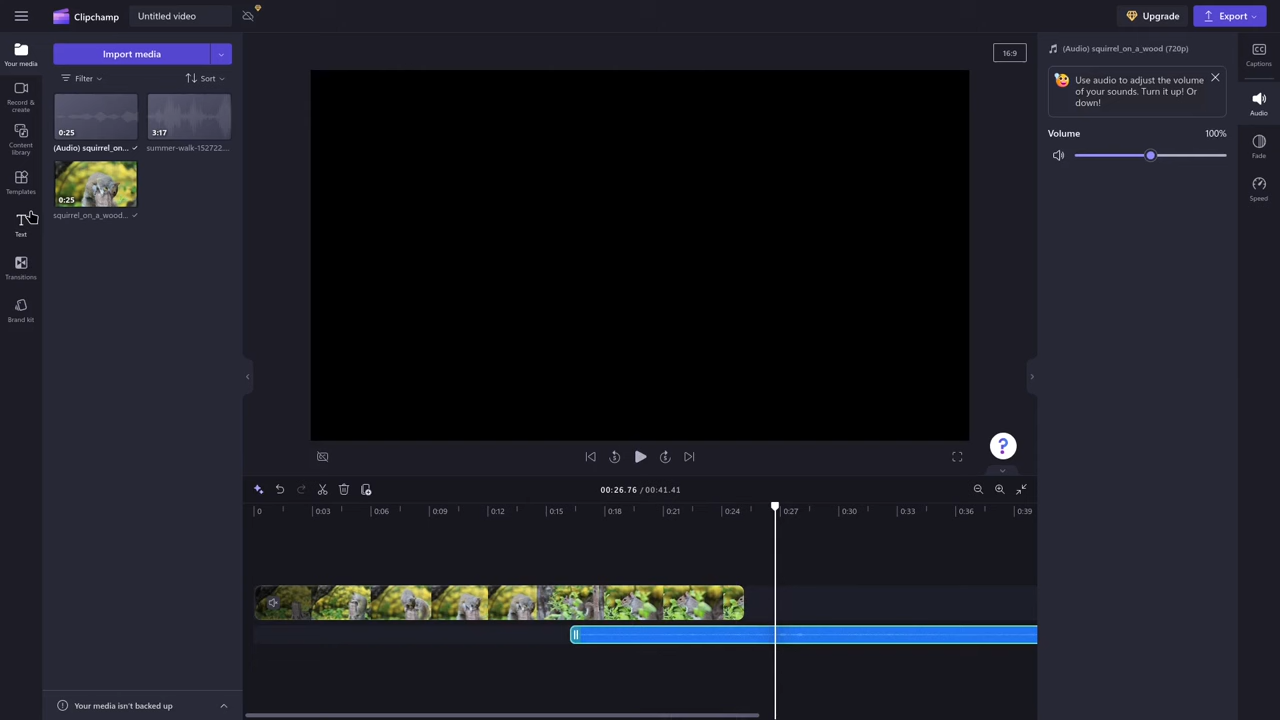 Clipchamp
Untitled video
Upgrade
Export
Your media
Import media
16:9
(Audio) squirrel_on_a_wood (720p)
Captions
Filter
Sort
Use audio to adjust the volume
of your sounds. Turn it up! Or
down!
Record &
create
Audio
0:25
3:17
Volume
100%
Content
library
(Audio) squirrel_on...
summer-walk-152722...
Fade
Templates
0:25
Speed
squirrel_on_a_wood...
Text
Transitions
Brand kit
?
5
5
00:26.76 / 00:41.41
0
0:03
0:06
0:09
0:12
0:15
0:18
0:21
0:24
0:27
0:30
0:33
0:36
0:39
Your media isn't backed up